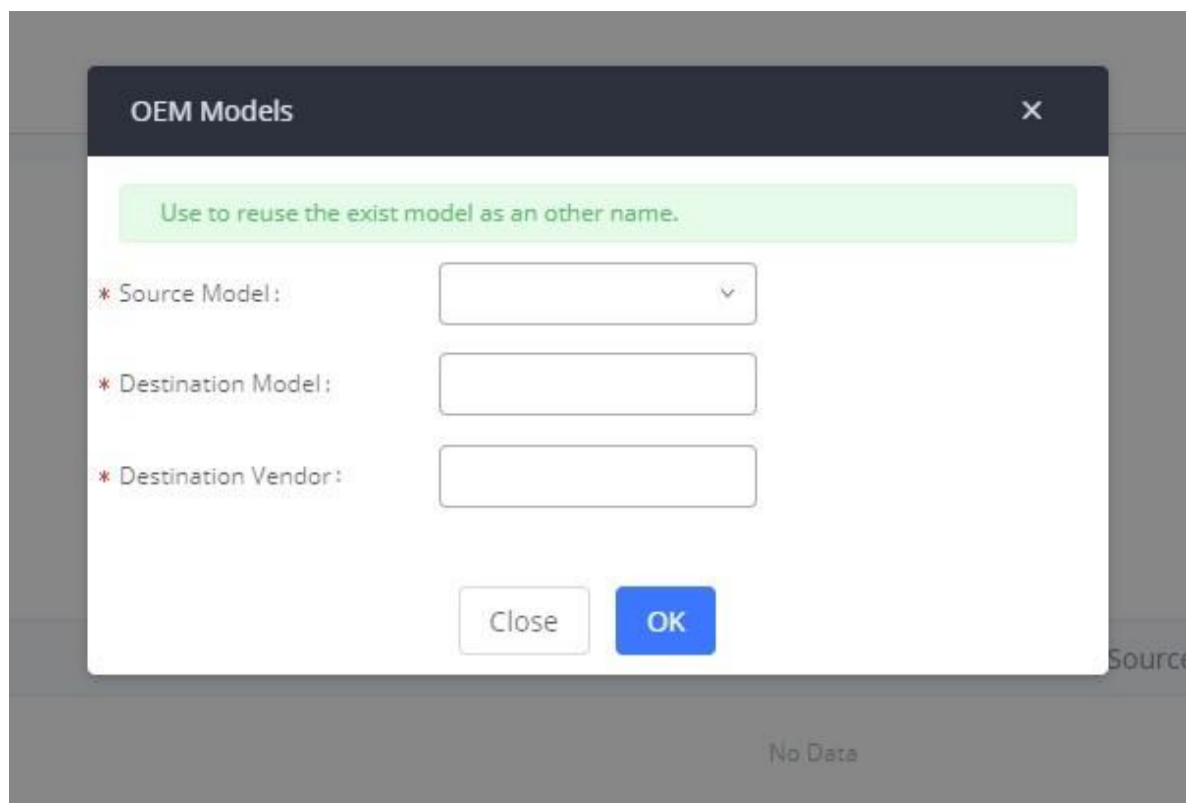 OEM Models
Use to reuse the exist model as an other name.
* Source Model :
* Destination Model :
* Destination Vendor :
Close OK
Source
No Data